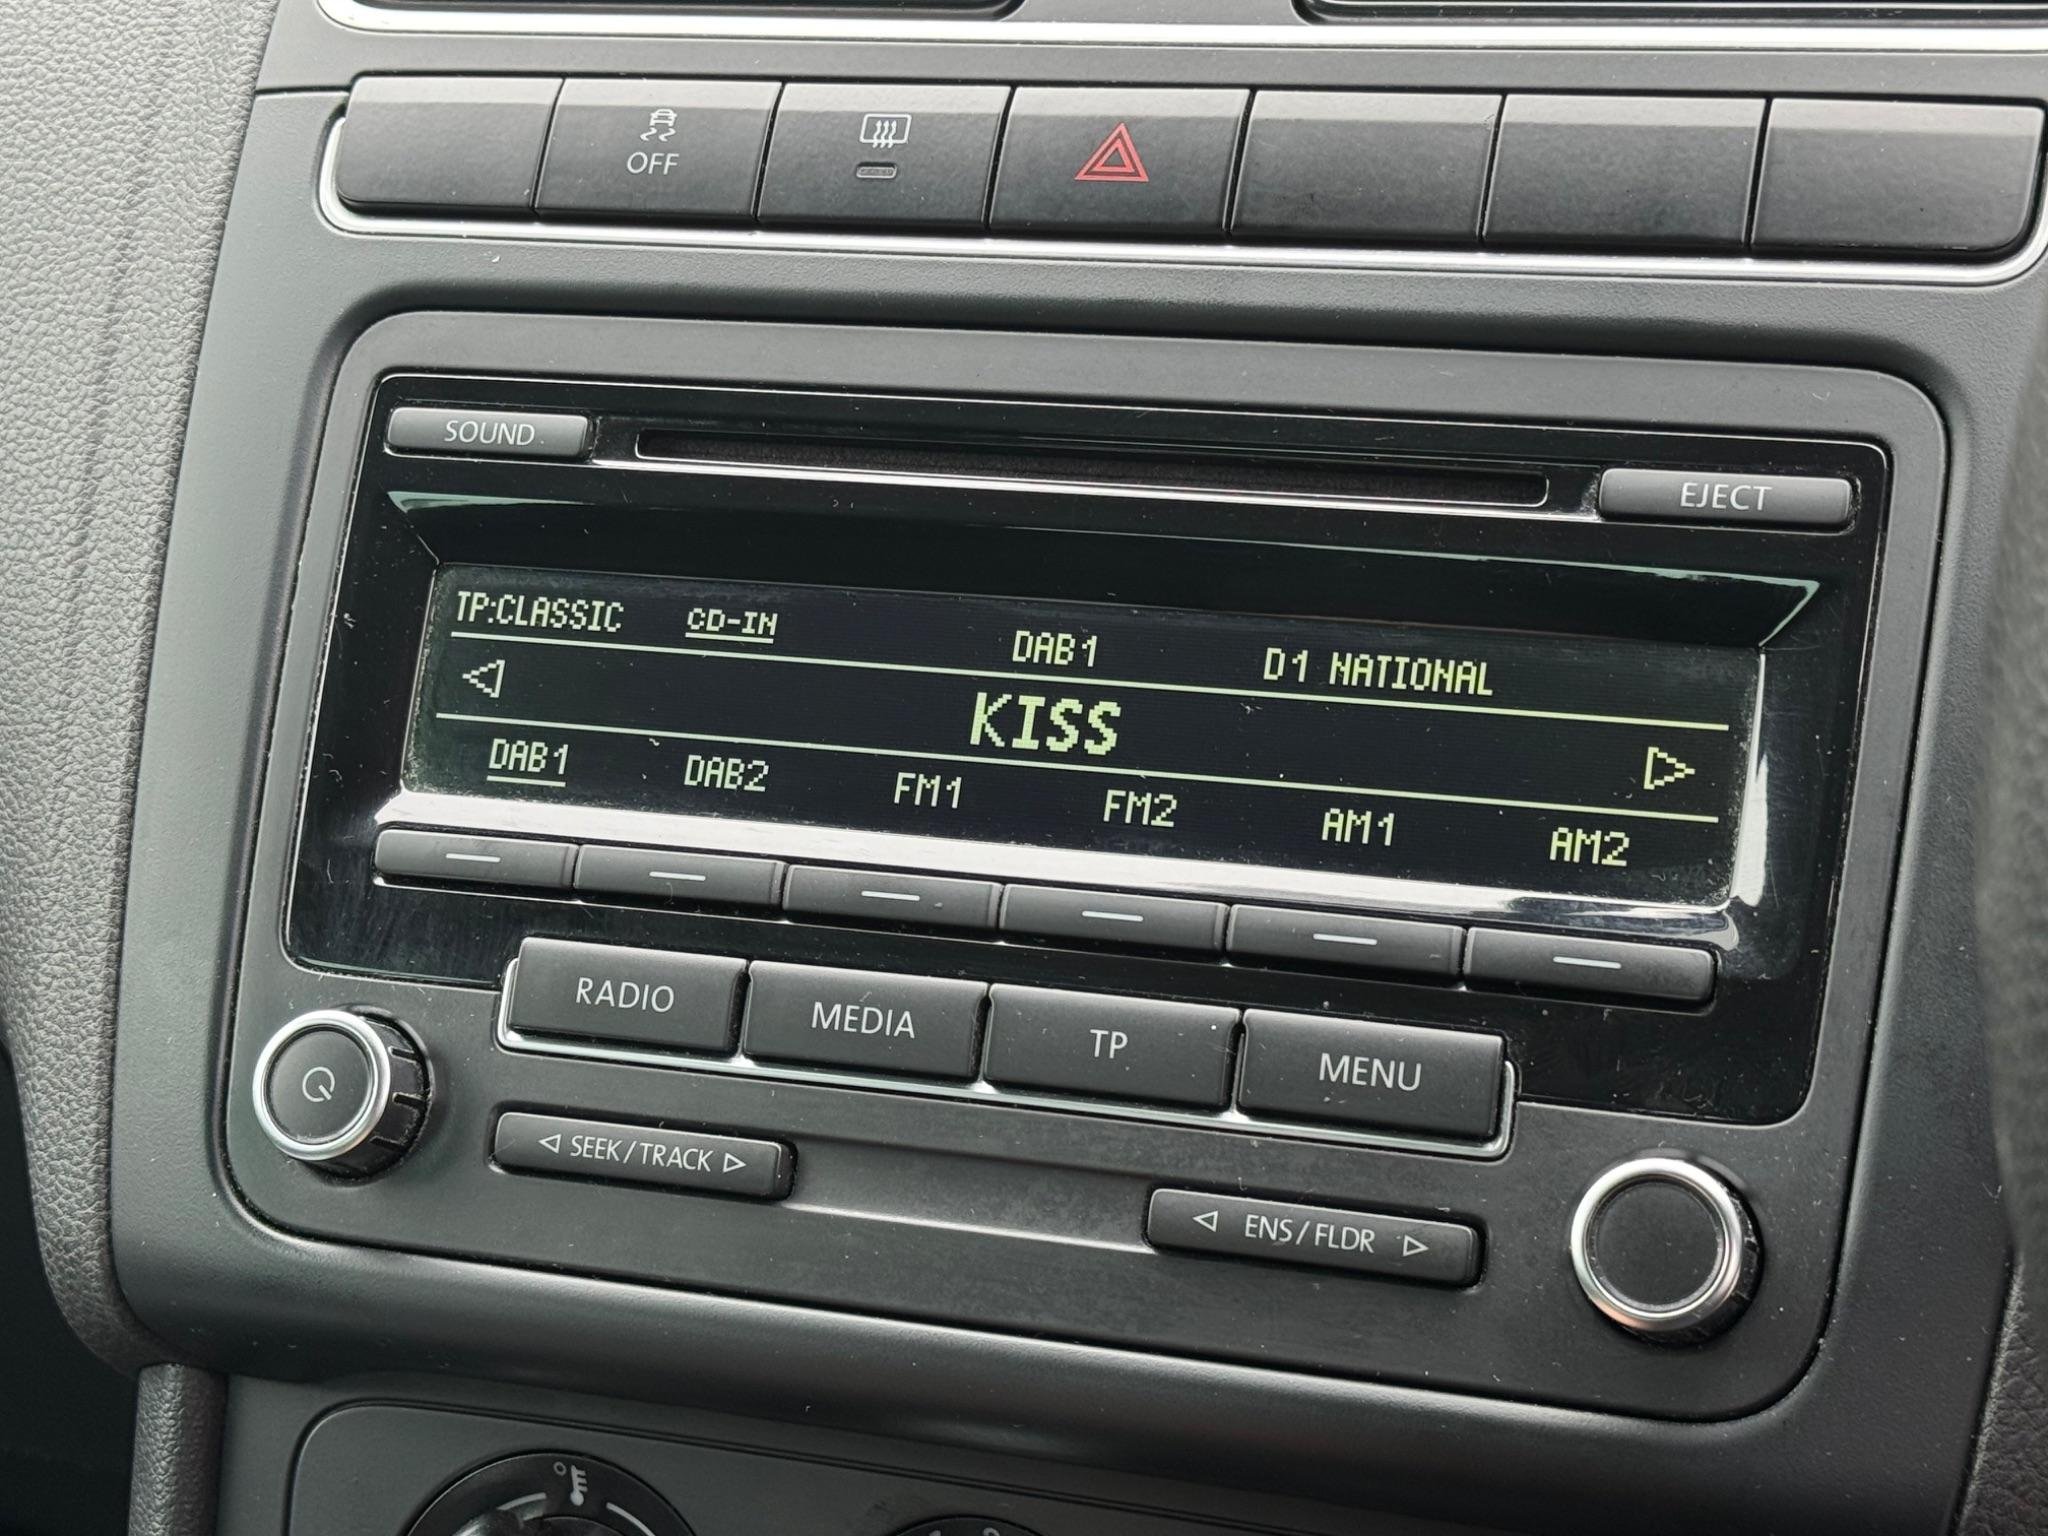 OFF
SOUND
EJECT
TP:CLASSIC CD-IN DAB1 D1 NATIONAL
KISS
DAB1 DAB2 FM1 FM2 AM1 AM2
RADIO MEDIA TP MENU
SEEK/TRACK
ENS/FLDR